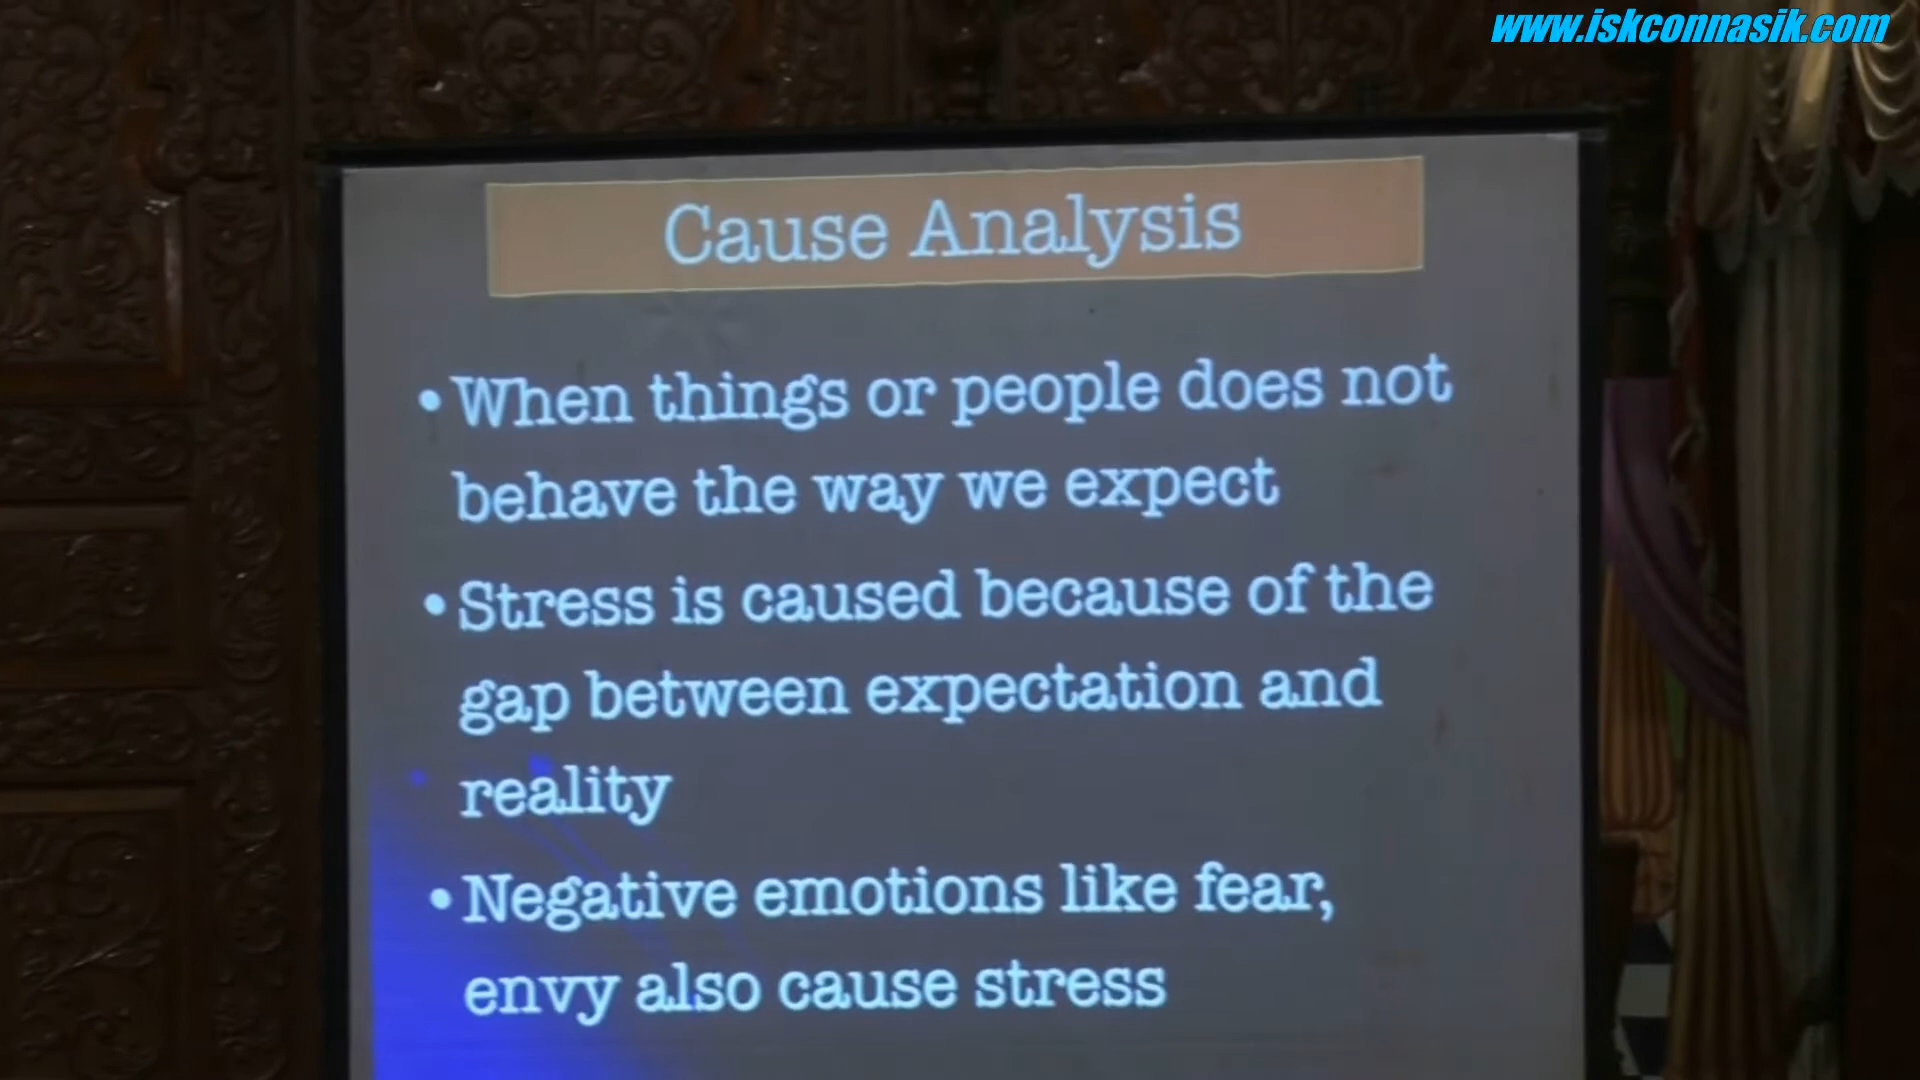 www.iskconnasik.com
Cause Analysis
• When things or people does not
behave the way we expect
• Stress is caused because of the
gap between expectation and
reality
• Negative emotions like fear,
envy also cause stress